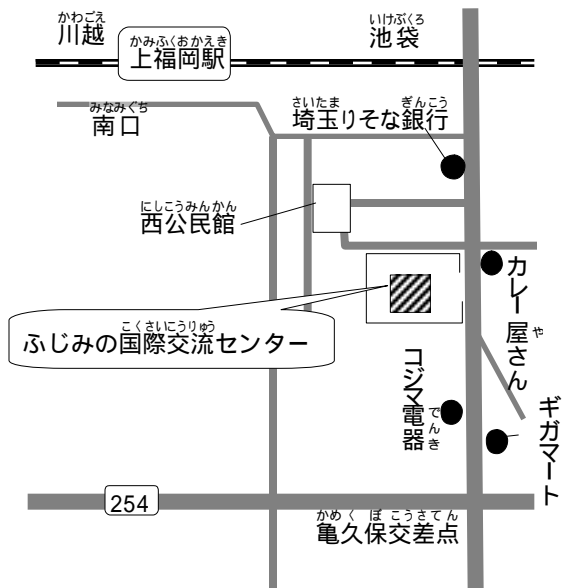 かわごえ
川越
かみふくおかえき
上福岡駅
いけぶくろ
池袋
みなみぐち
南口
さいたま ぎんこう
埼玉りそな銀行
にしこうみんかん
西公民館
カレー屋さん
や
こくさいこうりゅう
ふじみの国際交流センター
コジマ電器
でんき
ギガマート
254
かめくぼこうさてん
亀久保交差点